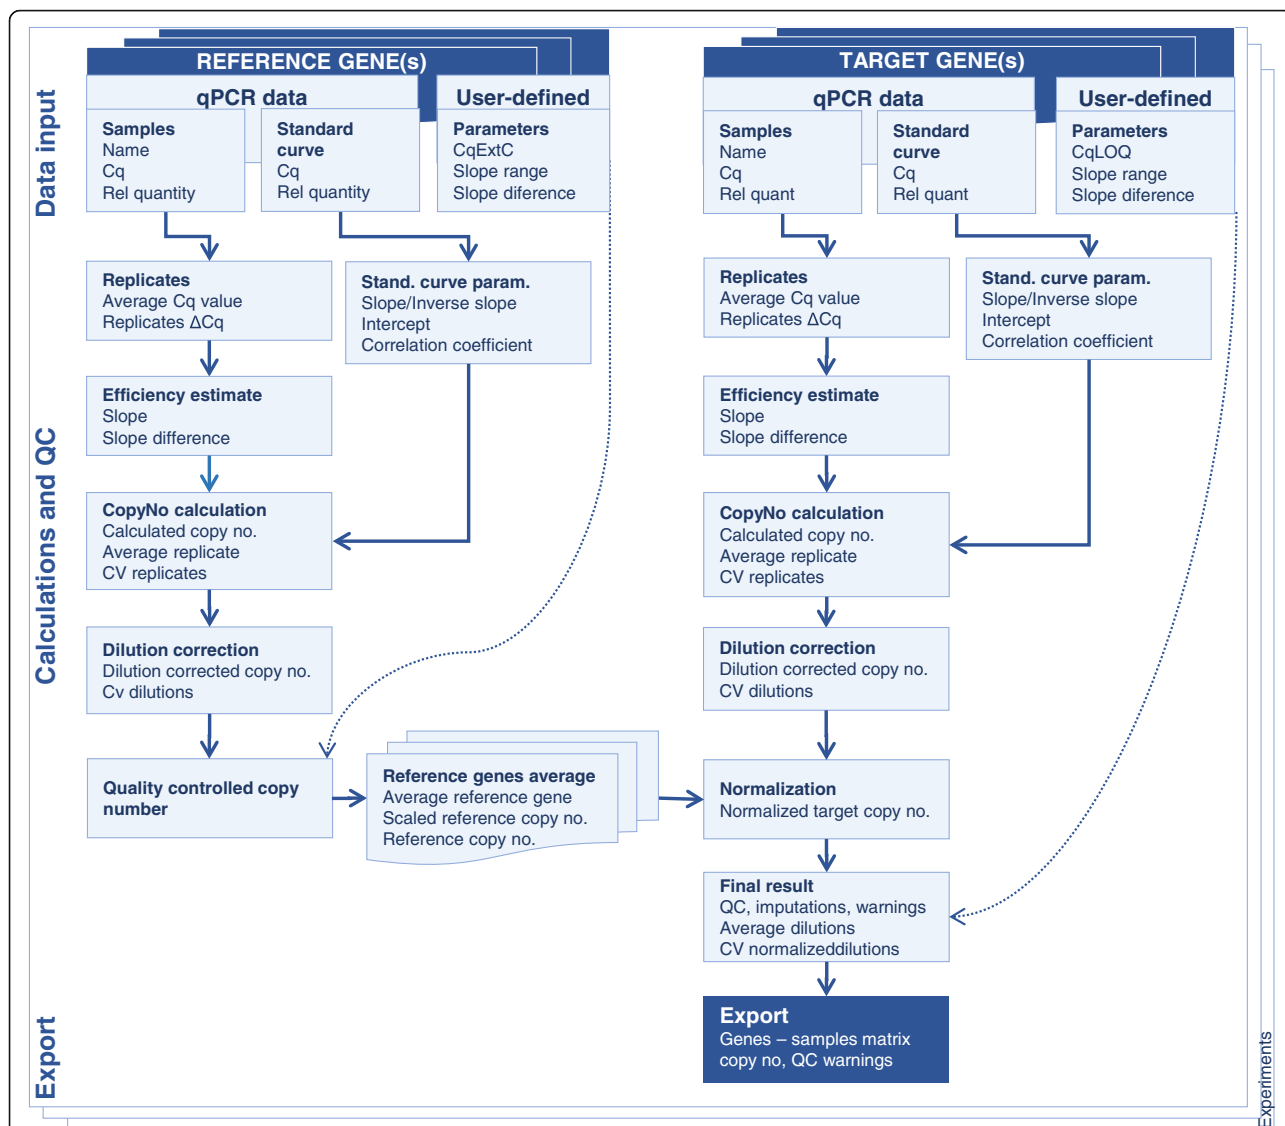 REFERENCE GENE(s)
qPCR data
User-defined
Samples
Name
Cq
Rel quantity
Standard
curve
Cq
Rel quantity
Parameters
CqExtC
Slope range
Slope diference
Replicates
Average Cq value
Replicates ΔCq
Stand. curve param.
Slope/Inverse slope
Intercept
Correlation coefficient
Efficiency estimate
Slope
Slope difference
CopyNo calculation
Calculated copy no.
Average replicate
CV replicates
Dilution correction
Dilution corrected copy no.
Cv dilutions
Quality controlled copy
number
Reference genes average
Average reference gene
Scaled reference copy no.
Reference copy no.
TARGET GENE(s)
qPCR data
User-defined
Samples
Name
Cq
Rel quant
Standard
curve
Cq
Rel quant
Parameters
CqLOQ
Slope range
Slope diference
Replicates
Average Cq value
Replicates ΔCq
Stand. curve param.
Slope/Inverse slope
Intercept
Correlation coefficient
Efficiency estimate
Slope
Slope difference
CopyNo calculation
Calculated copy no.
Average replicate
CV replicates
Dilution correction
Dilution corrected copy no.
CV dilutions
Normalization
Normalized target copy no.
Final result
QC, imputations, warnings
Average dilutions
CV normalizeddilutions
Export
Genes – samples matrix
copy no, QC warnings
Data input
Calculations and QC
Export
Experiments